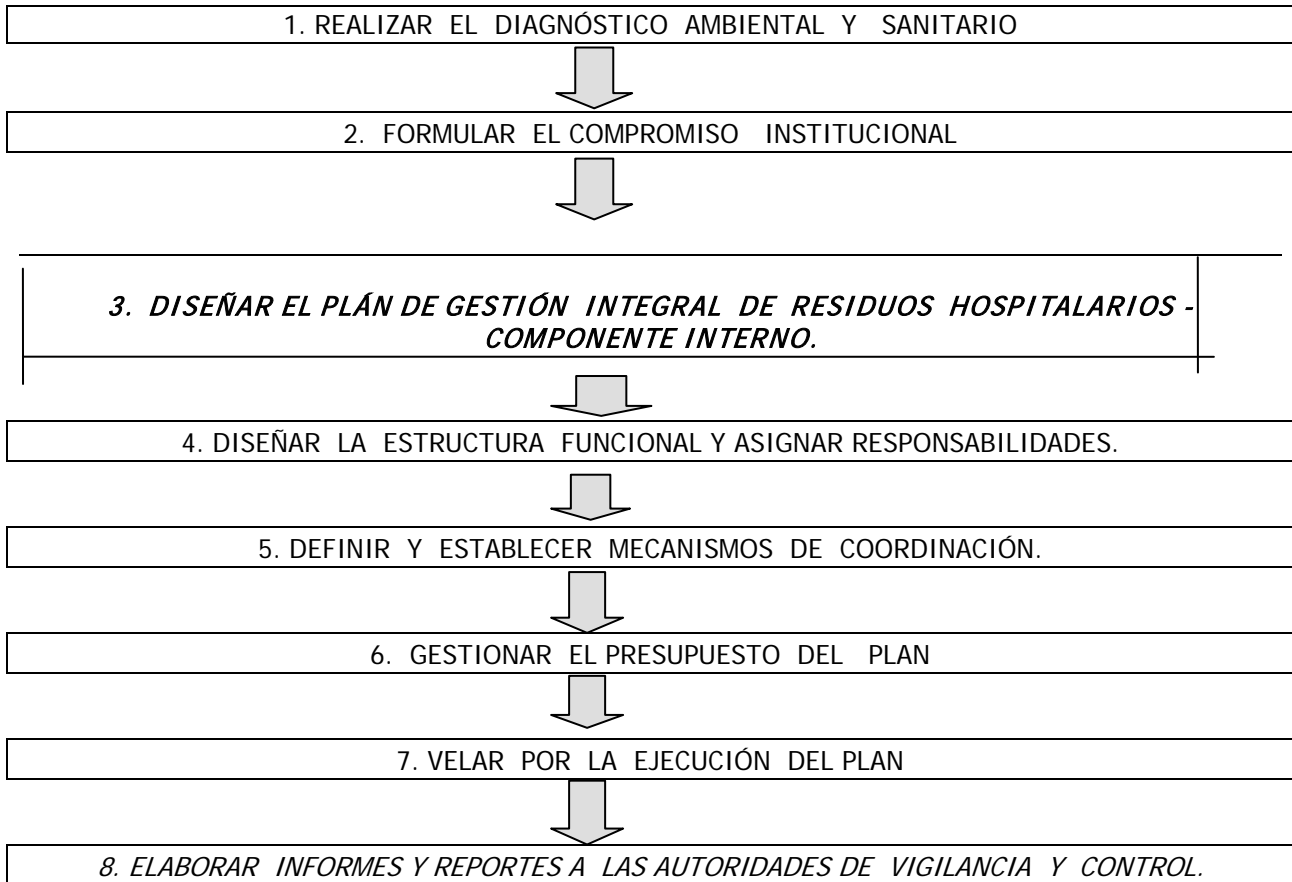 1. REALIZAR EL DIAGNÓSTICO AMBIENTAL Y SANITARIO
2. FORMULAR EL COMPROMISO INSTITUCIONAL
3. DISEÑAR EL PLÁN DE GESTIÓN INTEGRAL DE RESIDUOS HOSPITALARIOS -
COMPONENTE INTERNO.
4. DISEÑAR LA ESTRUCTURA FUNCIONAL Y ASIGNAR RESPONSABILIDADES.
5. DEFINIR Y ESTABLECER MECANISMOS DE COORDINACIÓN.
6. GESTIONAR EL PRESUPUESTO DEL PLAN
7. VELAR POR LA EJECUCIÓN DEL PLAN
8. ELABORAR INFORMES Y REPORTES A LAS AUTORIDADES DE VIGILANCIA Y CONTROL.